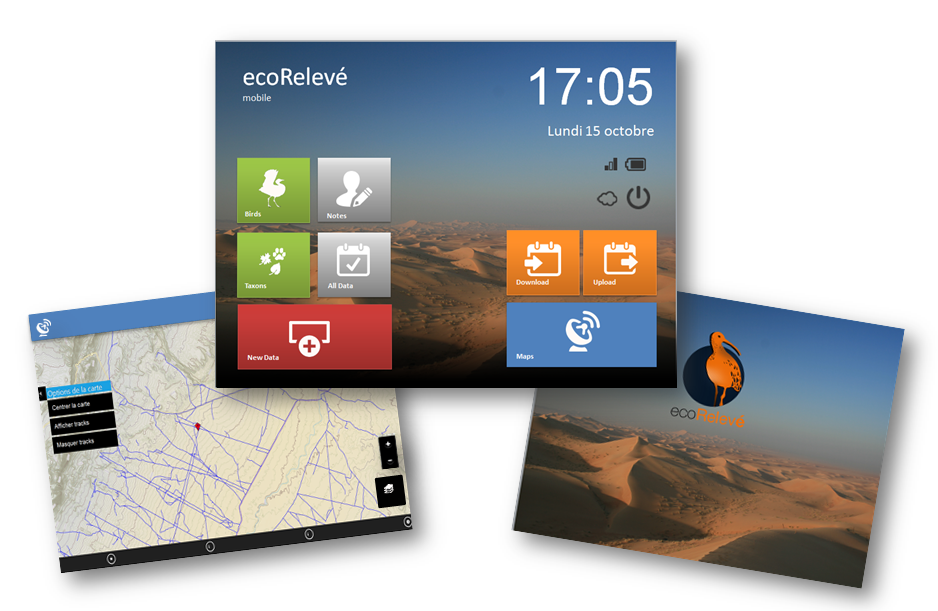 ecoRelevé
mobile
17:05
Lundi 15 octobre
Birds
Notes
Taxons
All Data
New Data
Download
Upload
Maps
Options de la carte
Centrer la carte
Afficher tracks
Masquer tracks
+
-
ecoRelevé